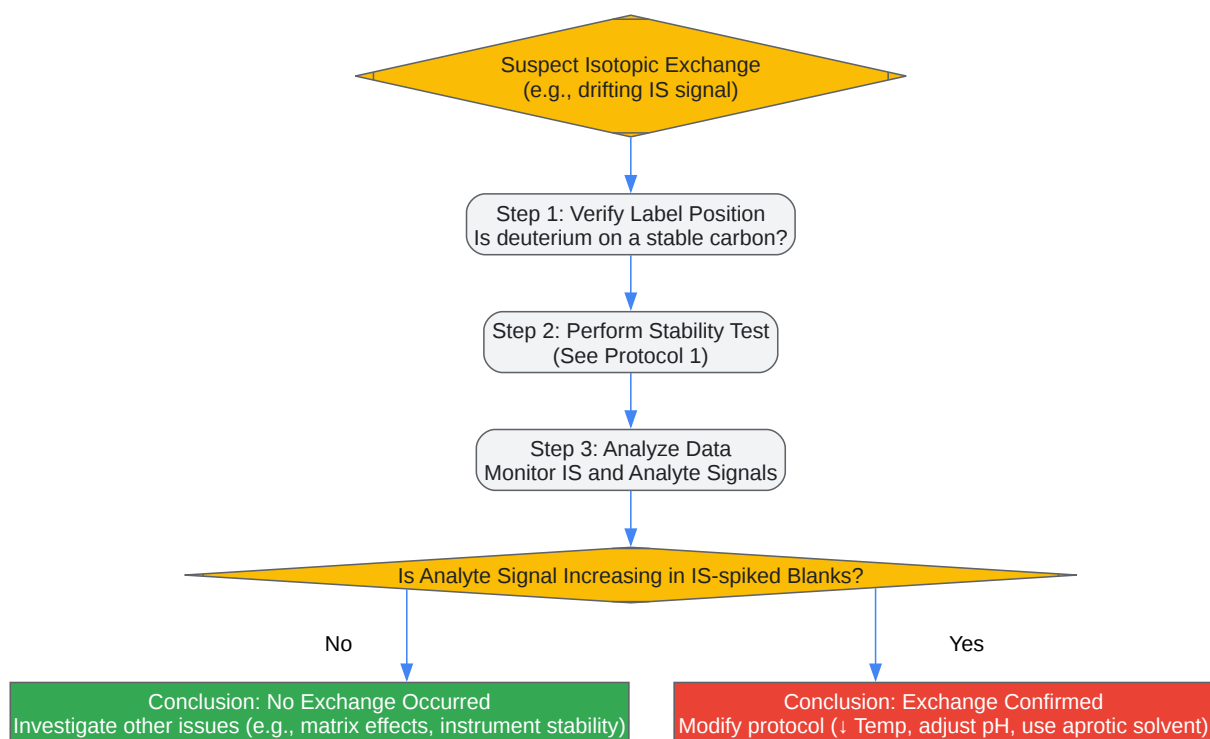 Suspect Isotopic Exchange
(e.g., drifting IS signal)
Step 1: Verify Label Position
Is deuterium on a stable carbon?
Step 2: Perform Stability Test
(See Protocol 1)
Step 3: Analyze Data
Monitor IS and Analyte Signals
Is Analyte Signal Increasing in IS-spiked Blanks?
No
Yes
Conclusion: No Exchange Occurred
Investigate other issues (e.g., matrix effects, instrument stability)
Conclusion: Exchange Confirmed
Modify protocol (↓ Temp, adjust pH, use aprotic solvent)